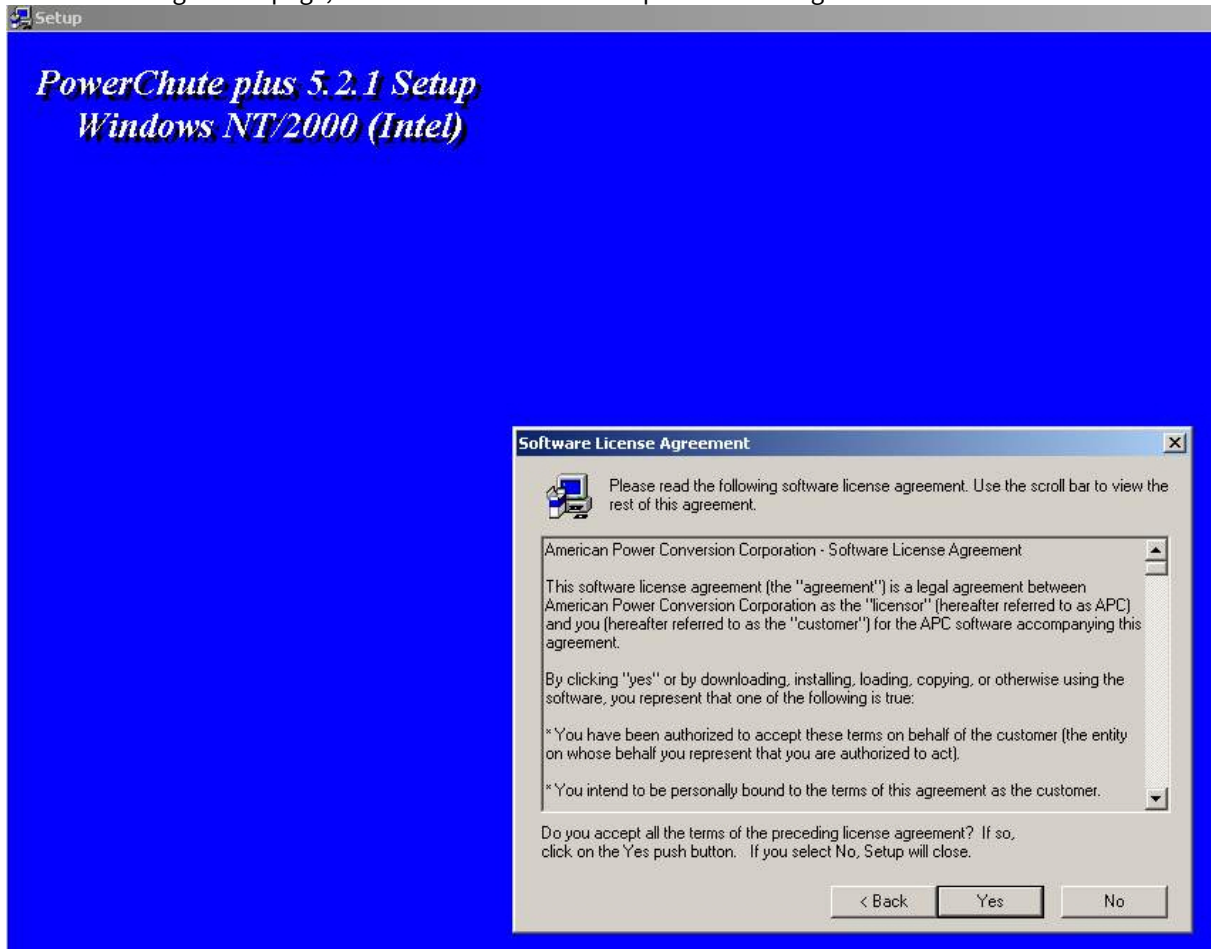 Setup
PowerChute plus 5.2.1 Setup
Windows NT/2000 (Intel)
Software License Agreement
Please read the following software license agreement. Use the scroll bar to view the
rest of this agreement.
American Power Conversion Corporation - Software License Agreement
This software license agreement (the "agreement") is a legal agreement between
American Power Conversion Corporation as the "licensor" (hereafter referred to as APC)
and you (hereafter referred to as the "customer") for the APC software accompanying this
agreement.
By clicking "yes" or by downloading, installing, loading, copying, or otherwise using the
software, you represent that one of the following is true:
* You have been authorized to accept these terms on behalf of the customer (the entity
on whose behalf you represent that you are authorized to act).
* You intend to be personally bound to the terms of this agreement as the customer.
Do you accept all the terms of the preceding license agreement? If so,
click on the Yes push button. If you select No, Setup will close.
< Back
Yes
No